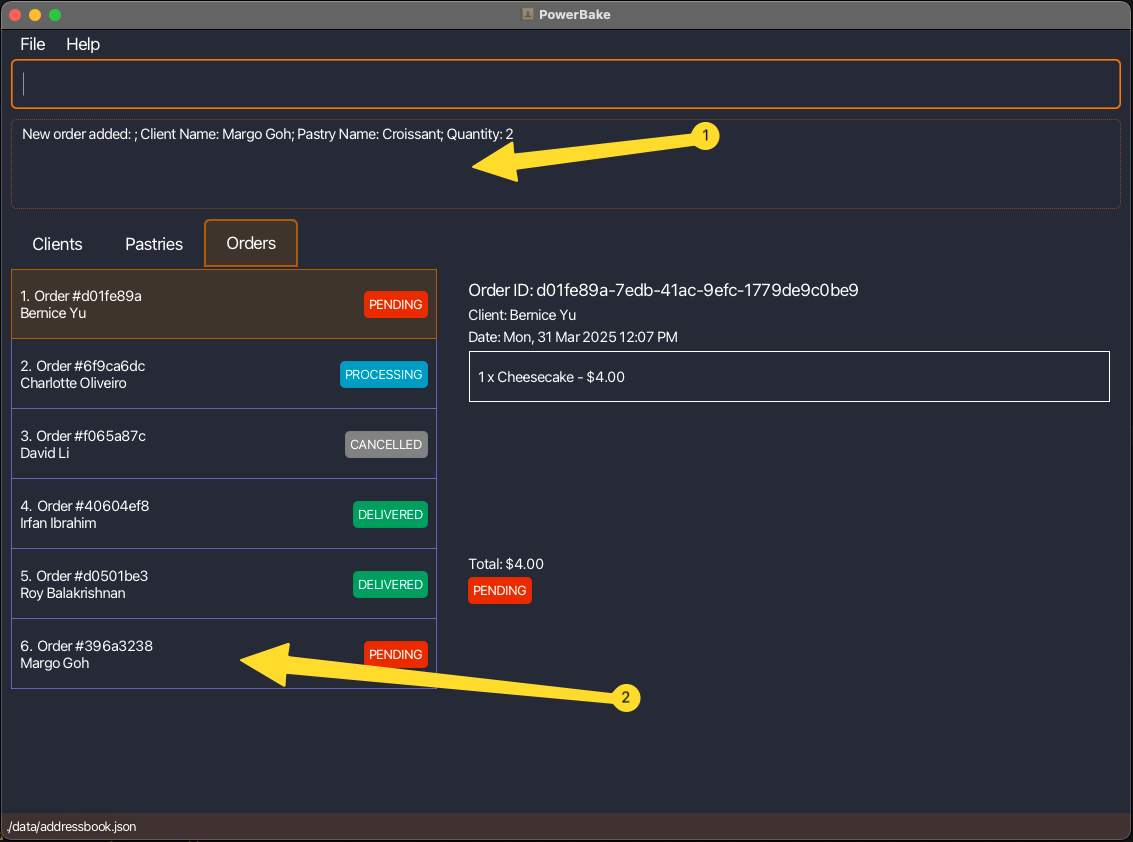 PowerBake
File Help
New order added: ; Client Name: Margo Goh; Pastry Name: Croissant; Quantity: 2
1
Clients Pastries Orders
1. Order #d01fe89a
Bernice Yu
PENDING
2. Order #6f9ca6dc
Charlotte Oliveiro
PROCESSING
3. Order #f065a87c
David Li
CANCELLED
4. Order #40604ef8
Irfan Ibrahim
DELIVERED
5. Order #d0501be3
Roy Balakrishnan
DELIVERED
6. Order #396a3238
Margo Goh
PENDING
2
Order ID: d01fe89a-7edb-41ac-9efc-1779de9c0be9
Client: Bernice Yu
Date: Mon, 31 Mar 2025 12:07 PM
1 x Cheesecake - $4.00
Total: $4.00
PENDING
./data/addressbook.json